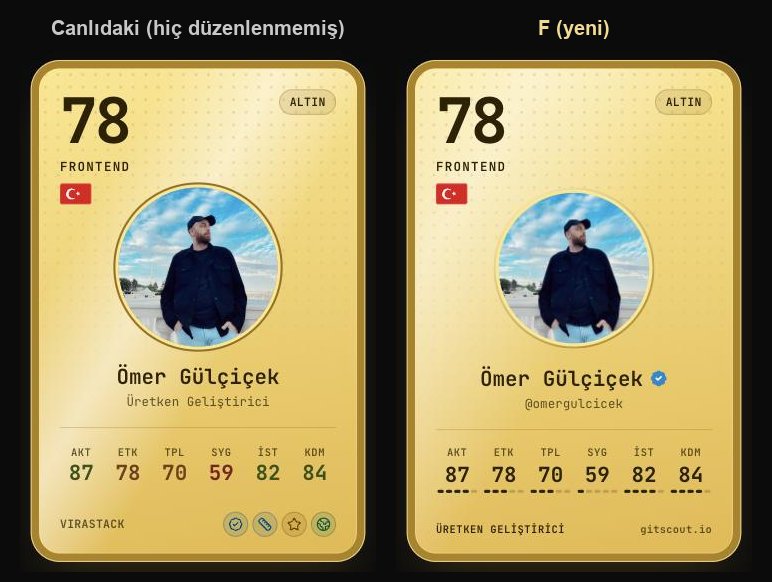 Canlıdaki (hiç düzenlenmemiş)
78
ALTIN
FRONTEND
Ömer Gülçiçek
Üretken Geliştirici
AKT ETK TPL SYG İST KDM
87 78 70 59 82 84
VIRASTACK
F (yeni)
78
ALTIN
FRONTEND
Ömer Gülçiçek
@omergulcicek
AKT ETK TPL SYG İST KDM
87 78 70 59 82 84
ÜRETKEN GELİŞTİRİCİ
gitscout.io